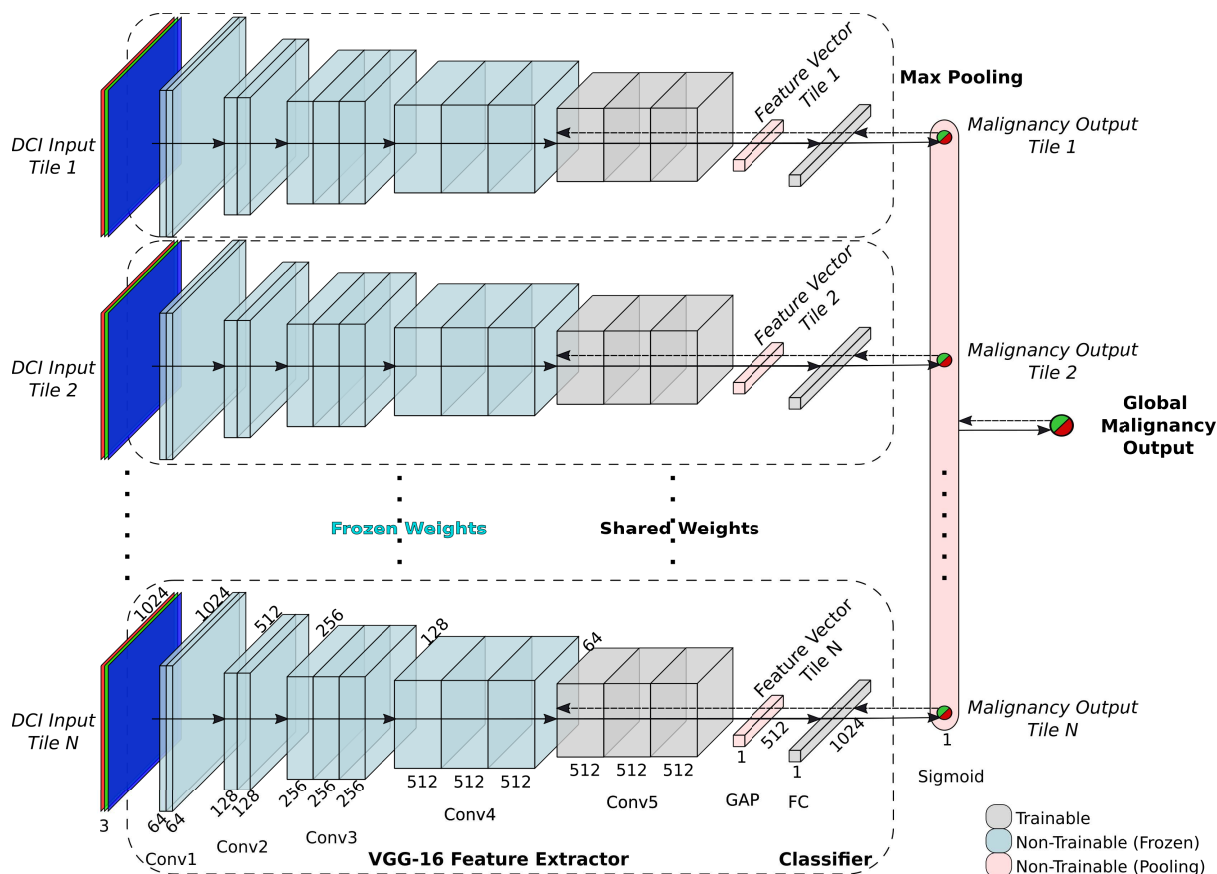 Max Pooling
DCI Input
Tile 1
Feature Vector
Tile 1
Malignancy Output
Tile 1
DCI Input
Tile 2
Feature Vector
Tile 2
Malignancy Output
Tile 2
Global
Malignancy
Output
Frozen Weights
Shared Weights
DCI Input
Tile N
1024
1024
512
256
128
64
Feature Vector
Tile N
Malignancy Output
Tile N
3
64
64
Conv1
128
128
Conv2
256
256
256
Conv3
512
512
512
Conv4
512
512
512
Conv5
1
512
GAP
1
1024
FC
1
Sigmoid
VGG-16 Feature Extractor
Classifier
Trainable
Non-Trainable (Frozen)
Non-Trainable (Pooling)